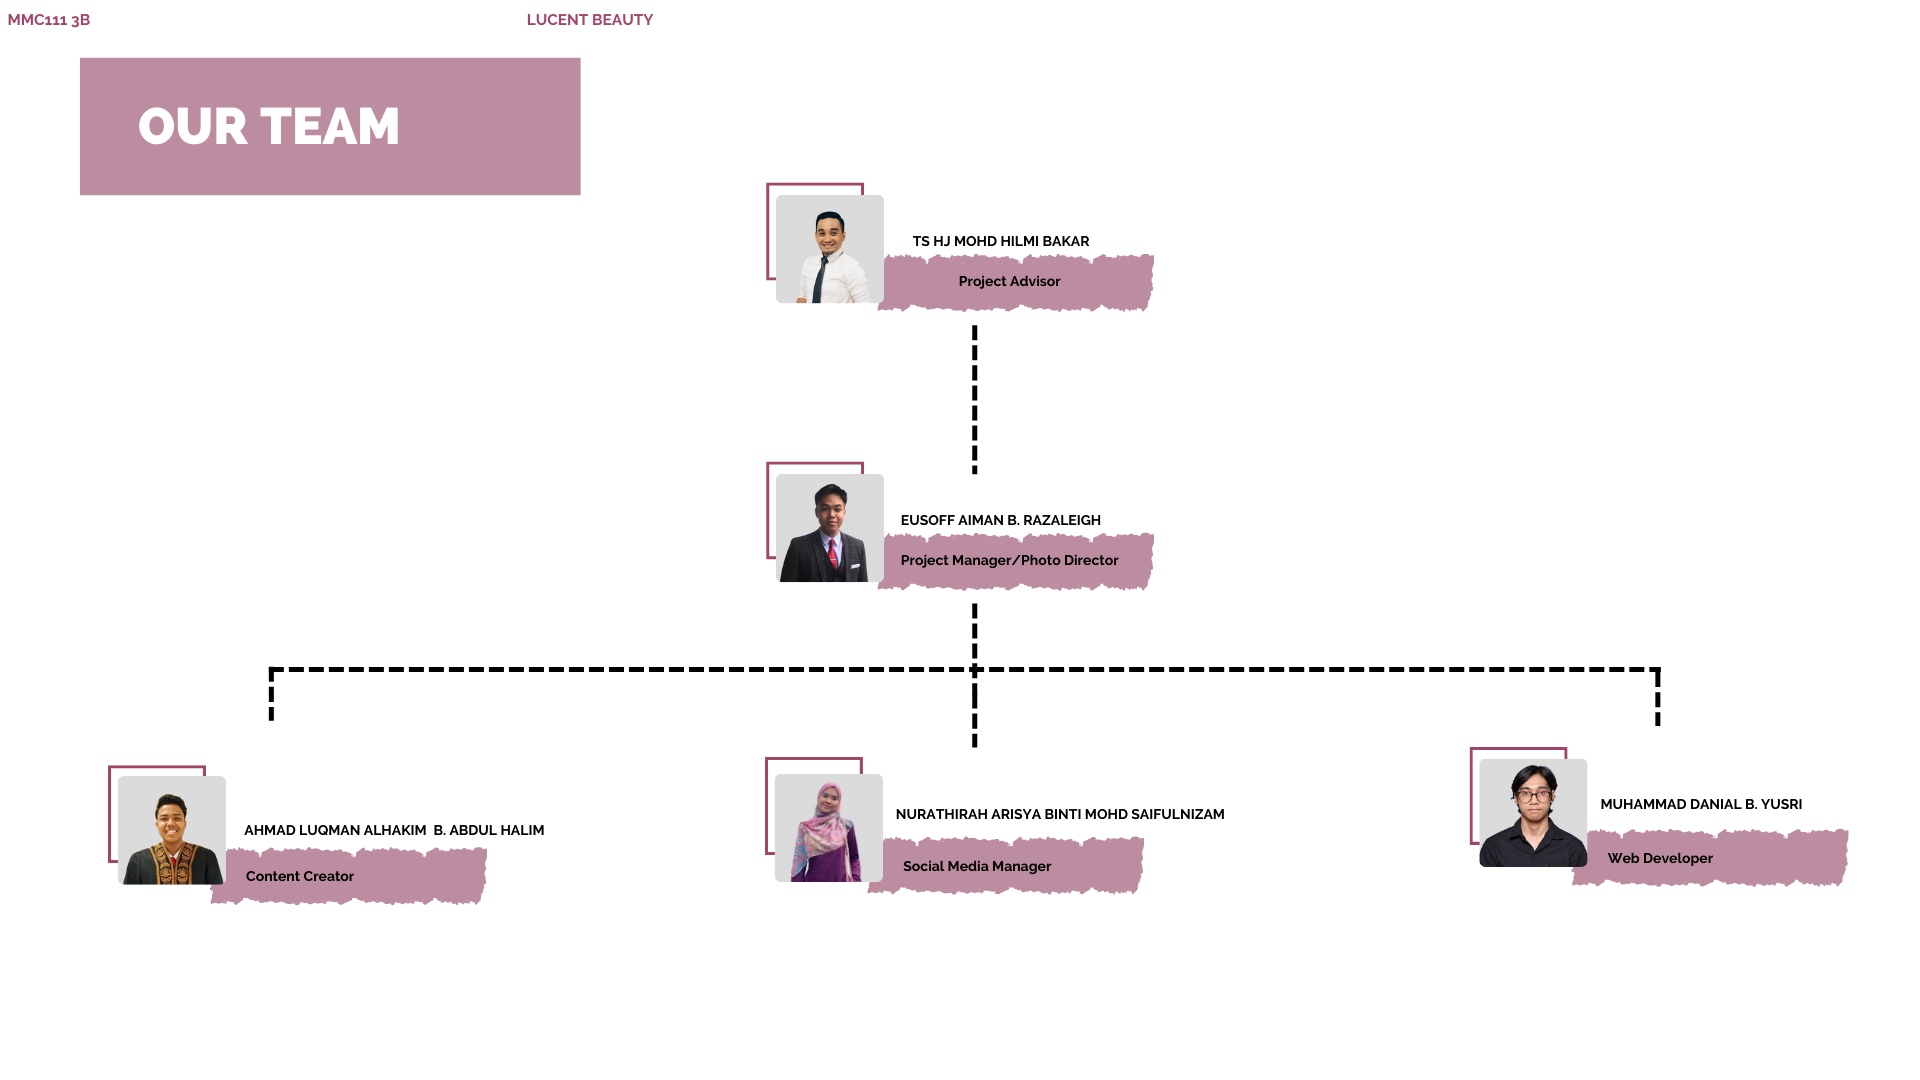 MMC111 3B
LUCENT BEAUTY
OUR TEAM
TS HJ MOHD HILMI BAKAR
Project Advisor
EUSOFF AIMAN B. RAZALEIGH
Project Manager/Photo Director
AHMAD LUQMAN ALHAKIM B. ABDUL HALIM
Content Creator
NURATHIRAH ARISYA BINTI MOHD SAIFULNIZAM
Social Media Manager
MUHAMMAD DANIAL B. YUSRI
Web Developer